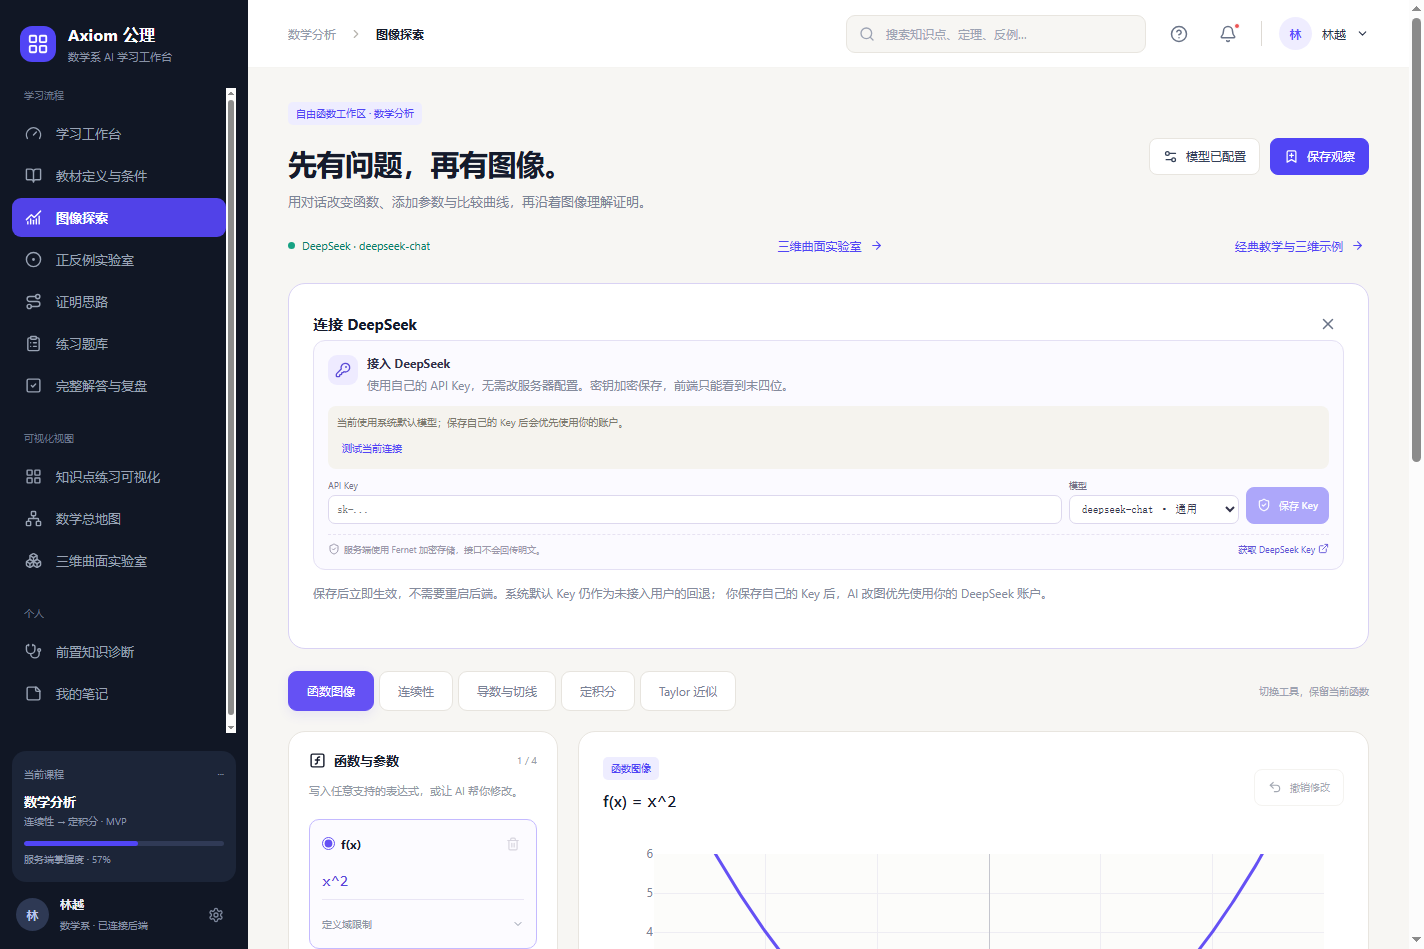 Axiom 公理
数学系 AI 学习工作台
学习流程
学习工作台
教材定义与条件
图像探索
正反例实验室
证明思路
练习题库
完整解答与复盘
可视化视图
知识点练习可视化
数学总地图
三维曲面实验室
个人
前置知识诊断
我的笔记
当前课程
数学分析
连续性 → 定积分 · MVP
服务端掌握度 · 57%
林
林越
数学系 · 已连接后端
数学分析
图像探索
搜索知识点、定理、反例...
林
林越
自由函数工作区 · 数学分析
先有问题，再有图像。
用对话改变函数、添加参数与比较曲线，再沿着图像理解证明。
模型已配置
保存观察
DeepSeek · deepseek-chat
三维曲面实验室
经典教学与三维示例
连接 DeepSeek
接入 DeepSeek
使用自己的 API Key，无需改服务器配置。密钥加密保存，前端只能看到末四位。
当前使用系统默认模型；保存自己的 Key 后会优先使用你的账户。
测试当前连接
API Key
sk-...
模型
deepseek-chat · 通用
保存 Key
服务端使用 Fernet 加密存储，接口不会回传明文。
获取 DeepSeek Key
保存后立即生效，不需要重启后端。系统默认 Key 仍作为未接入用户的回退； 你保存自己的 Key 后，AI 改图优先使用你的 DeepSeek 账户。
函数图像
连续性
导数与切线
定积分
Taylor 近似
切换工具，保留当前函数
函数与参数
1 / 4
写入任意支持的表达式，或让 AI 帮你修改。
f(x)
x^2
定义域限制
函数图像
f(x) = x^2
撤销修改
6
5
4